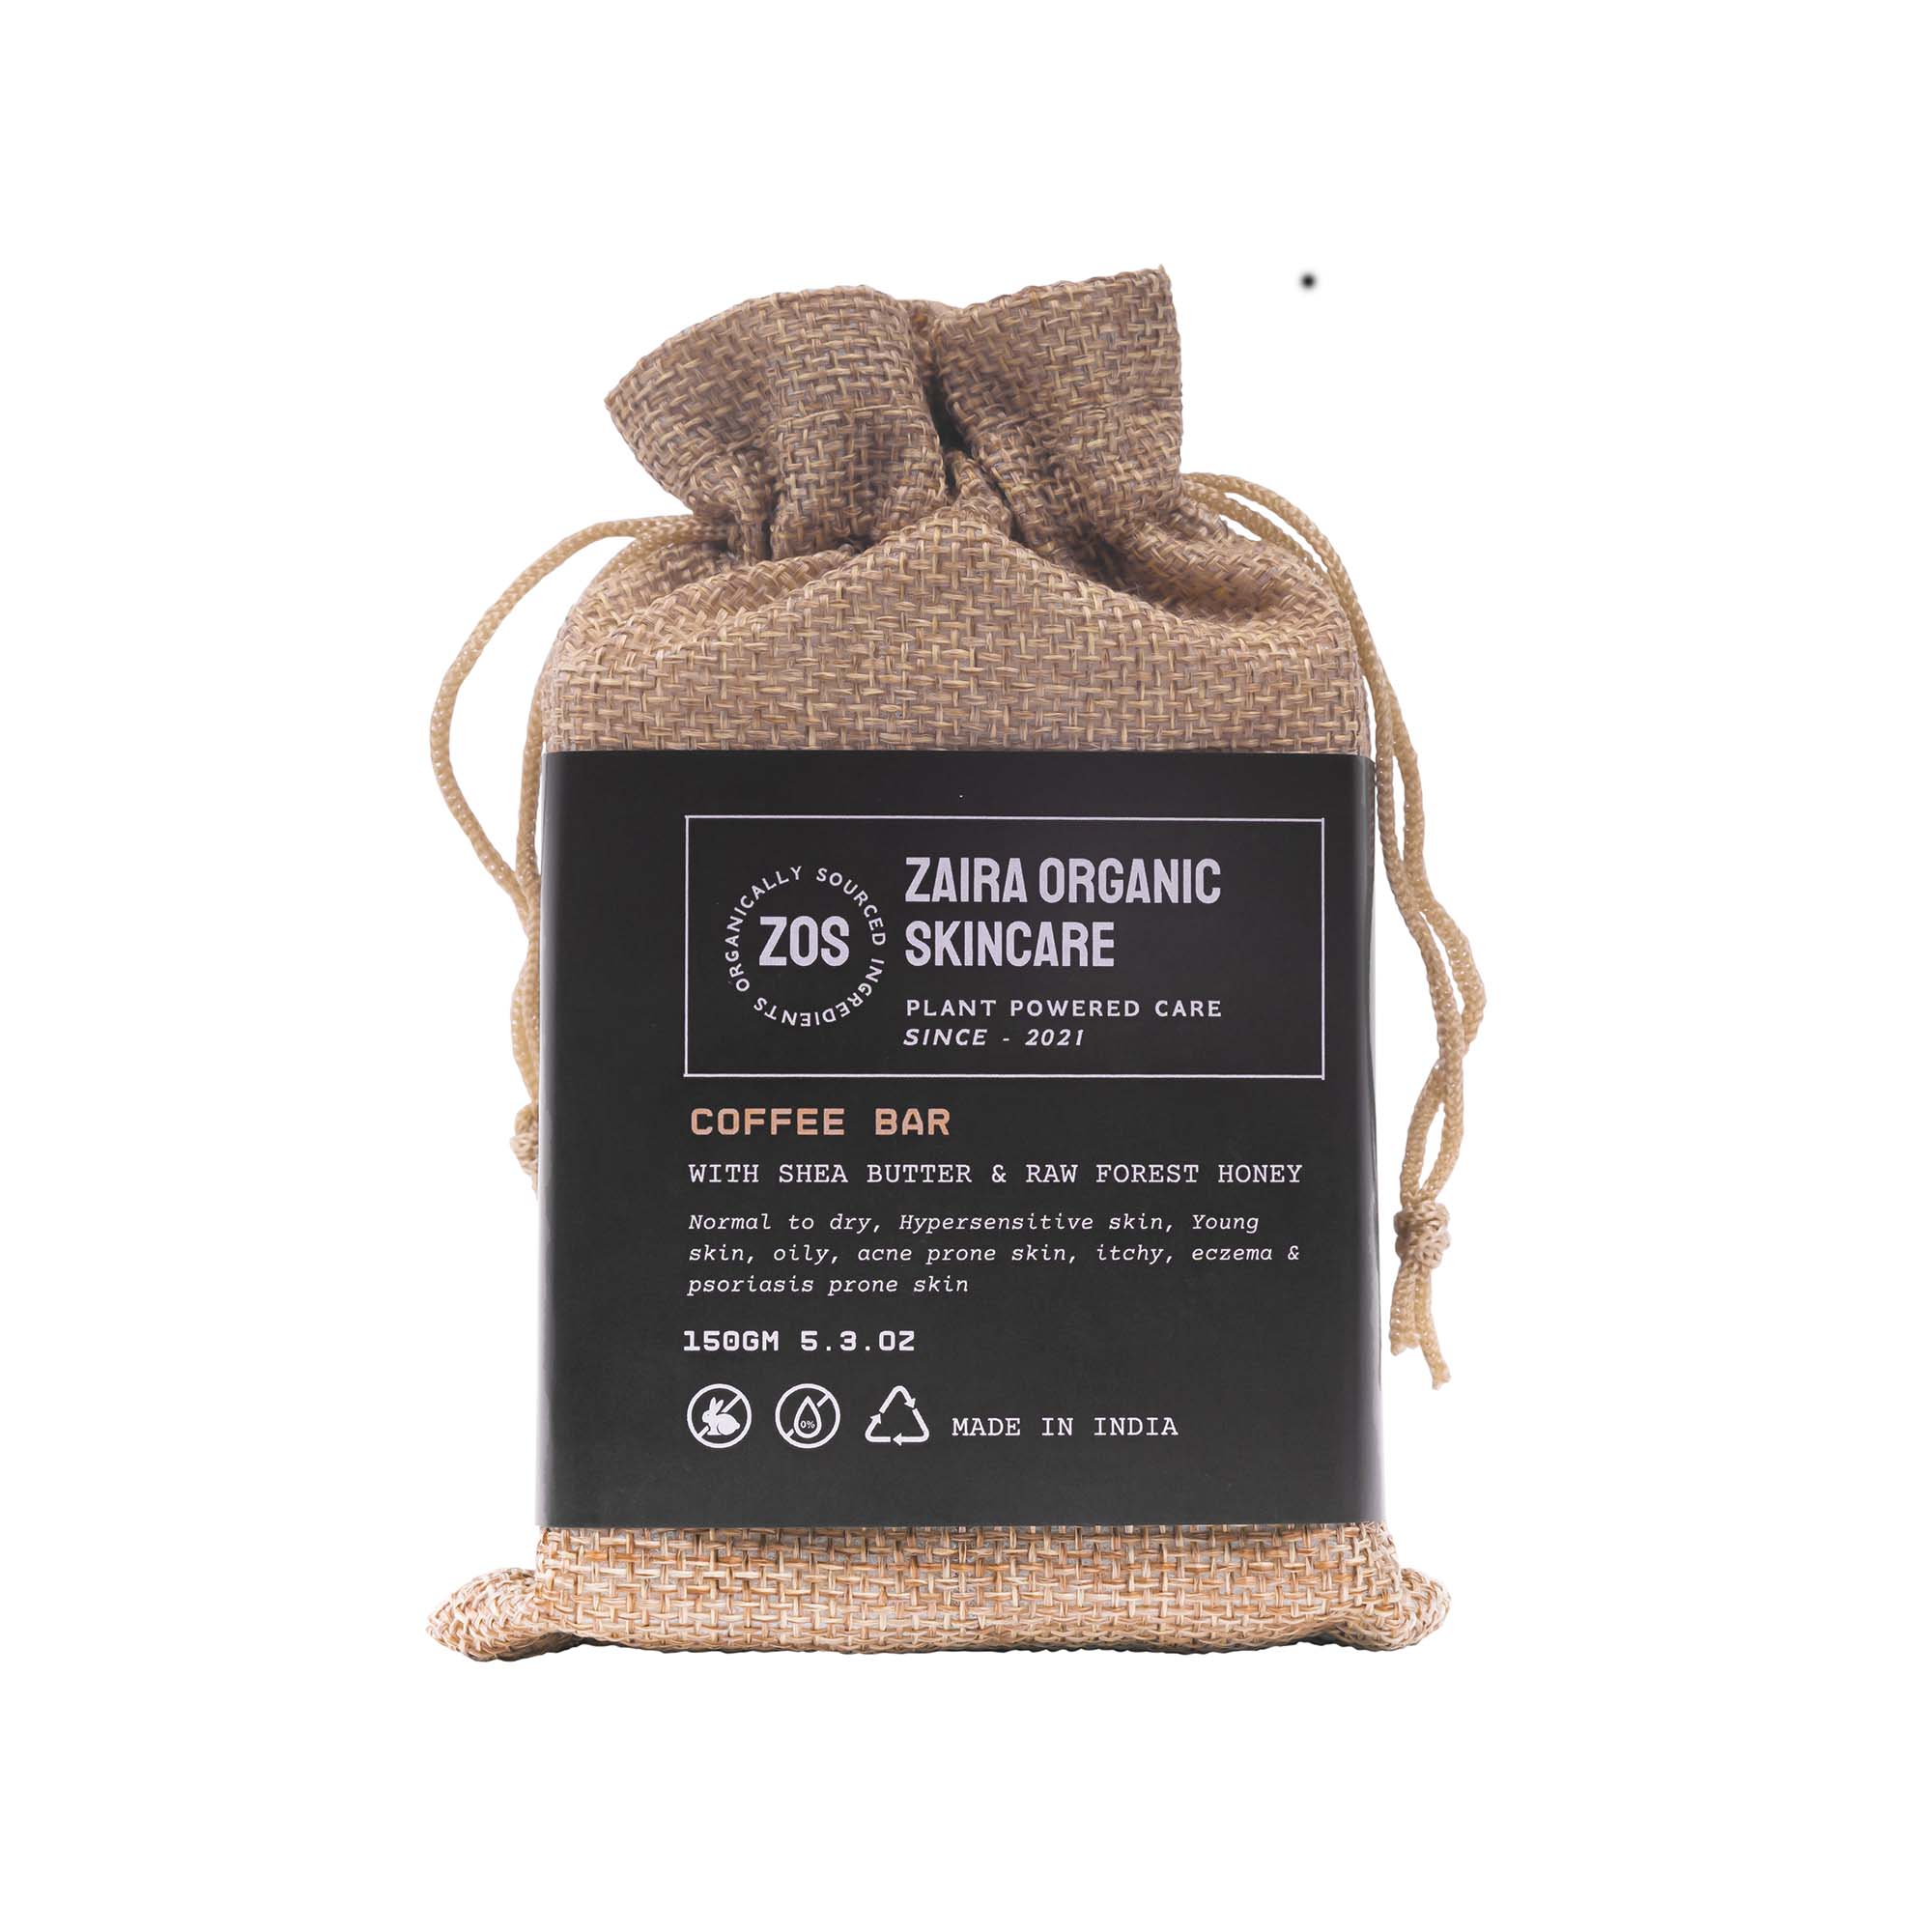 ORGANICALLY SOURCED INGREDIENTS
ZOS
ZAIRA ORGANIC
SKINCARE
PLANT POWERED CARE
SINCE - 2021
COFFEE BAR
WITH SHEA BUTTER & RAW FOREST HONEY
Normal to dry, Hypersensitive skin, Young
skin, oily, acne prone skin, itchy, eczema &
psoriasis prone skin
150GM 5.3.OZ
0%
MADE IN INDIA